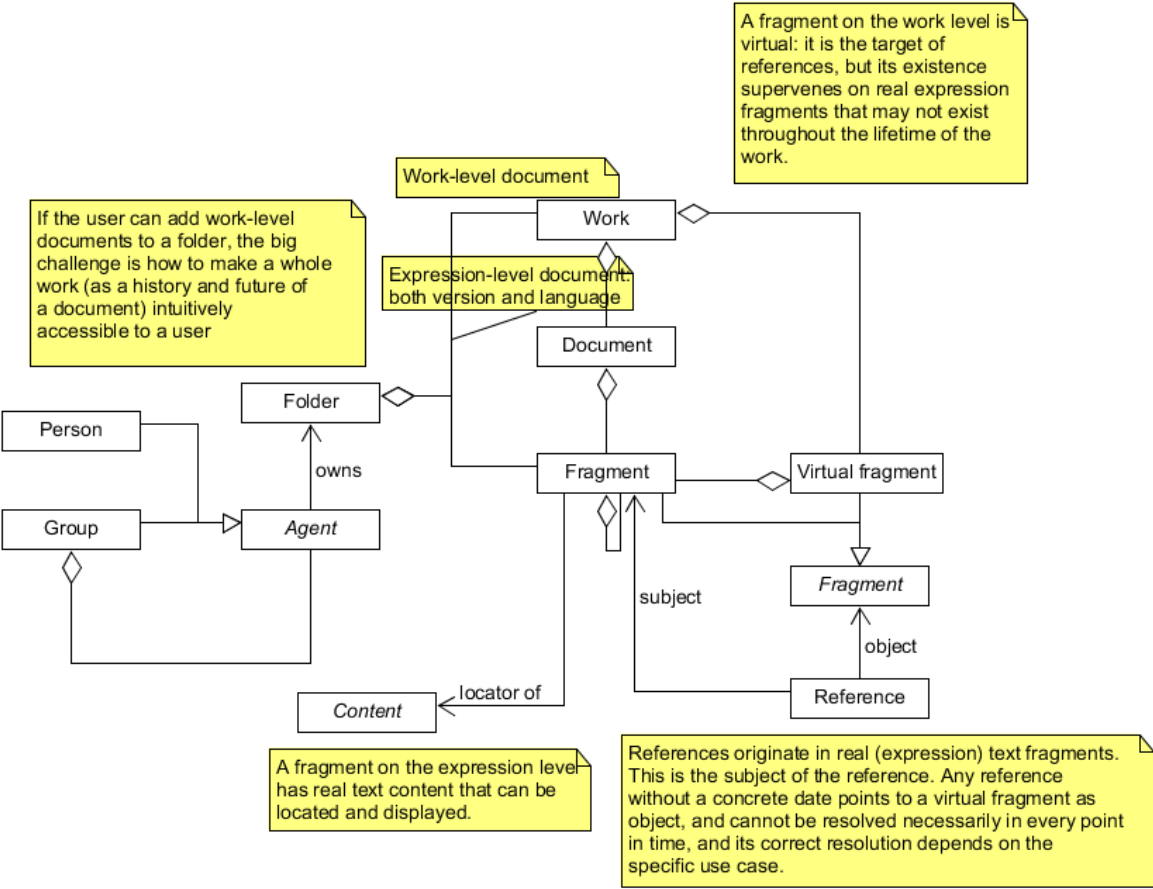 A fragment on the work level is
virtual: it is the target of
references, but its existence
supervenes on real expression
fragments that may not exist
throughout the lifetime of the
work.
Work-level document
If the user can add work-level
documents to a folder, the big
challenge is how to make a whole
work (as a history and future of
a document) intuitively
accessible to a user
Work
Expression-level document:
both version and language
Document
Folder
Person
owns
Fragment
Virtual fragment
Group
Agent
Fragment
subject
object
locator of
Content
Reference
A fragment on the expression level
has real text content that can be
located and displayed.
References originate in real (expression) text fragments.
This is the subject of the reference. Any reference
without a concrete date points to a virtual fragment as
object, and cannot be resolved necessarily in every point
in time, and its correct resolution depends on the
specific use case.